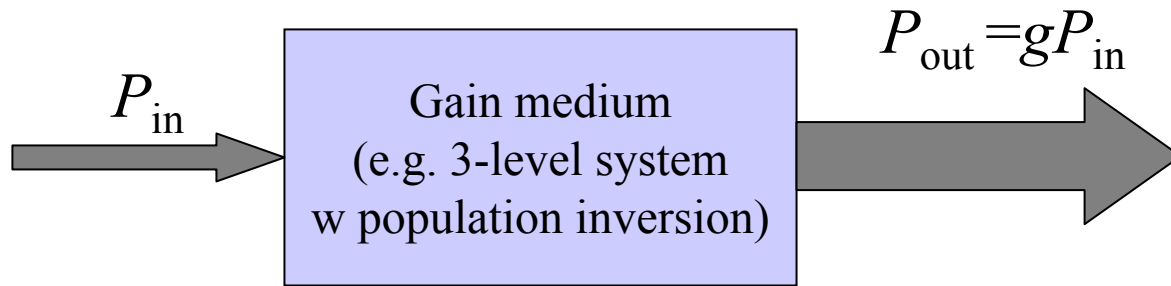 P_in
Gain medium
(e.g. 3-level system
w population inversion)
P_out=gP_in